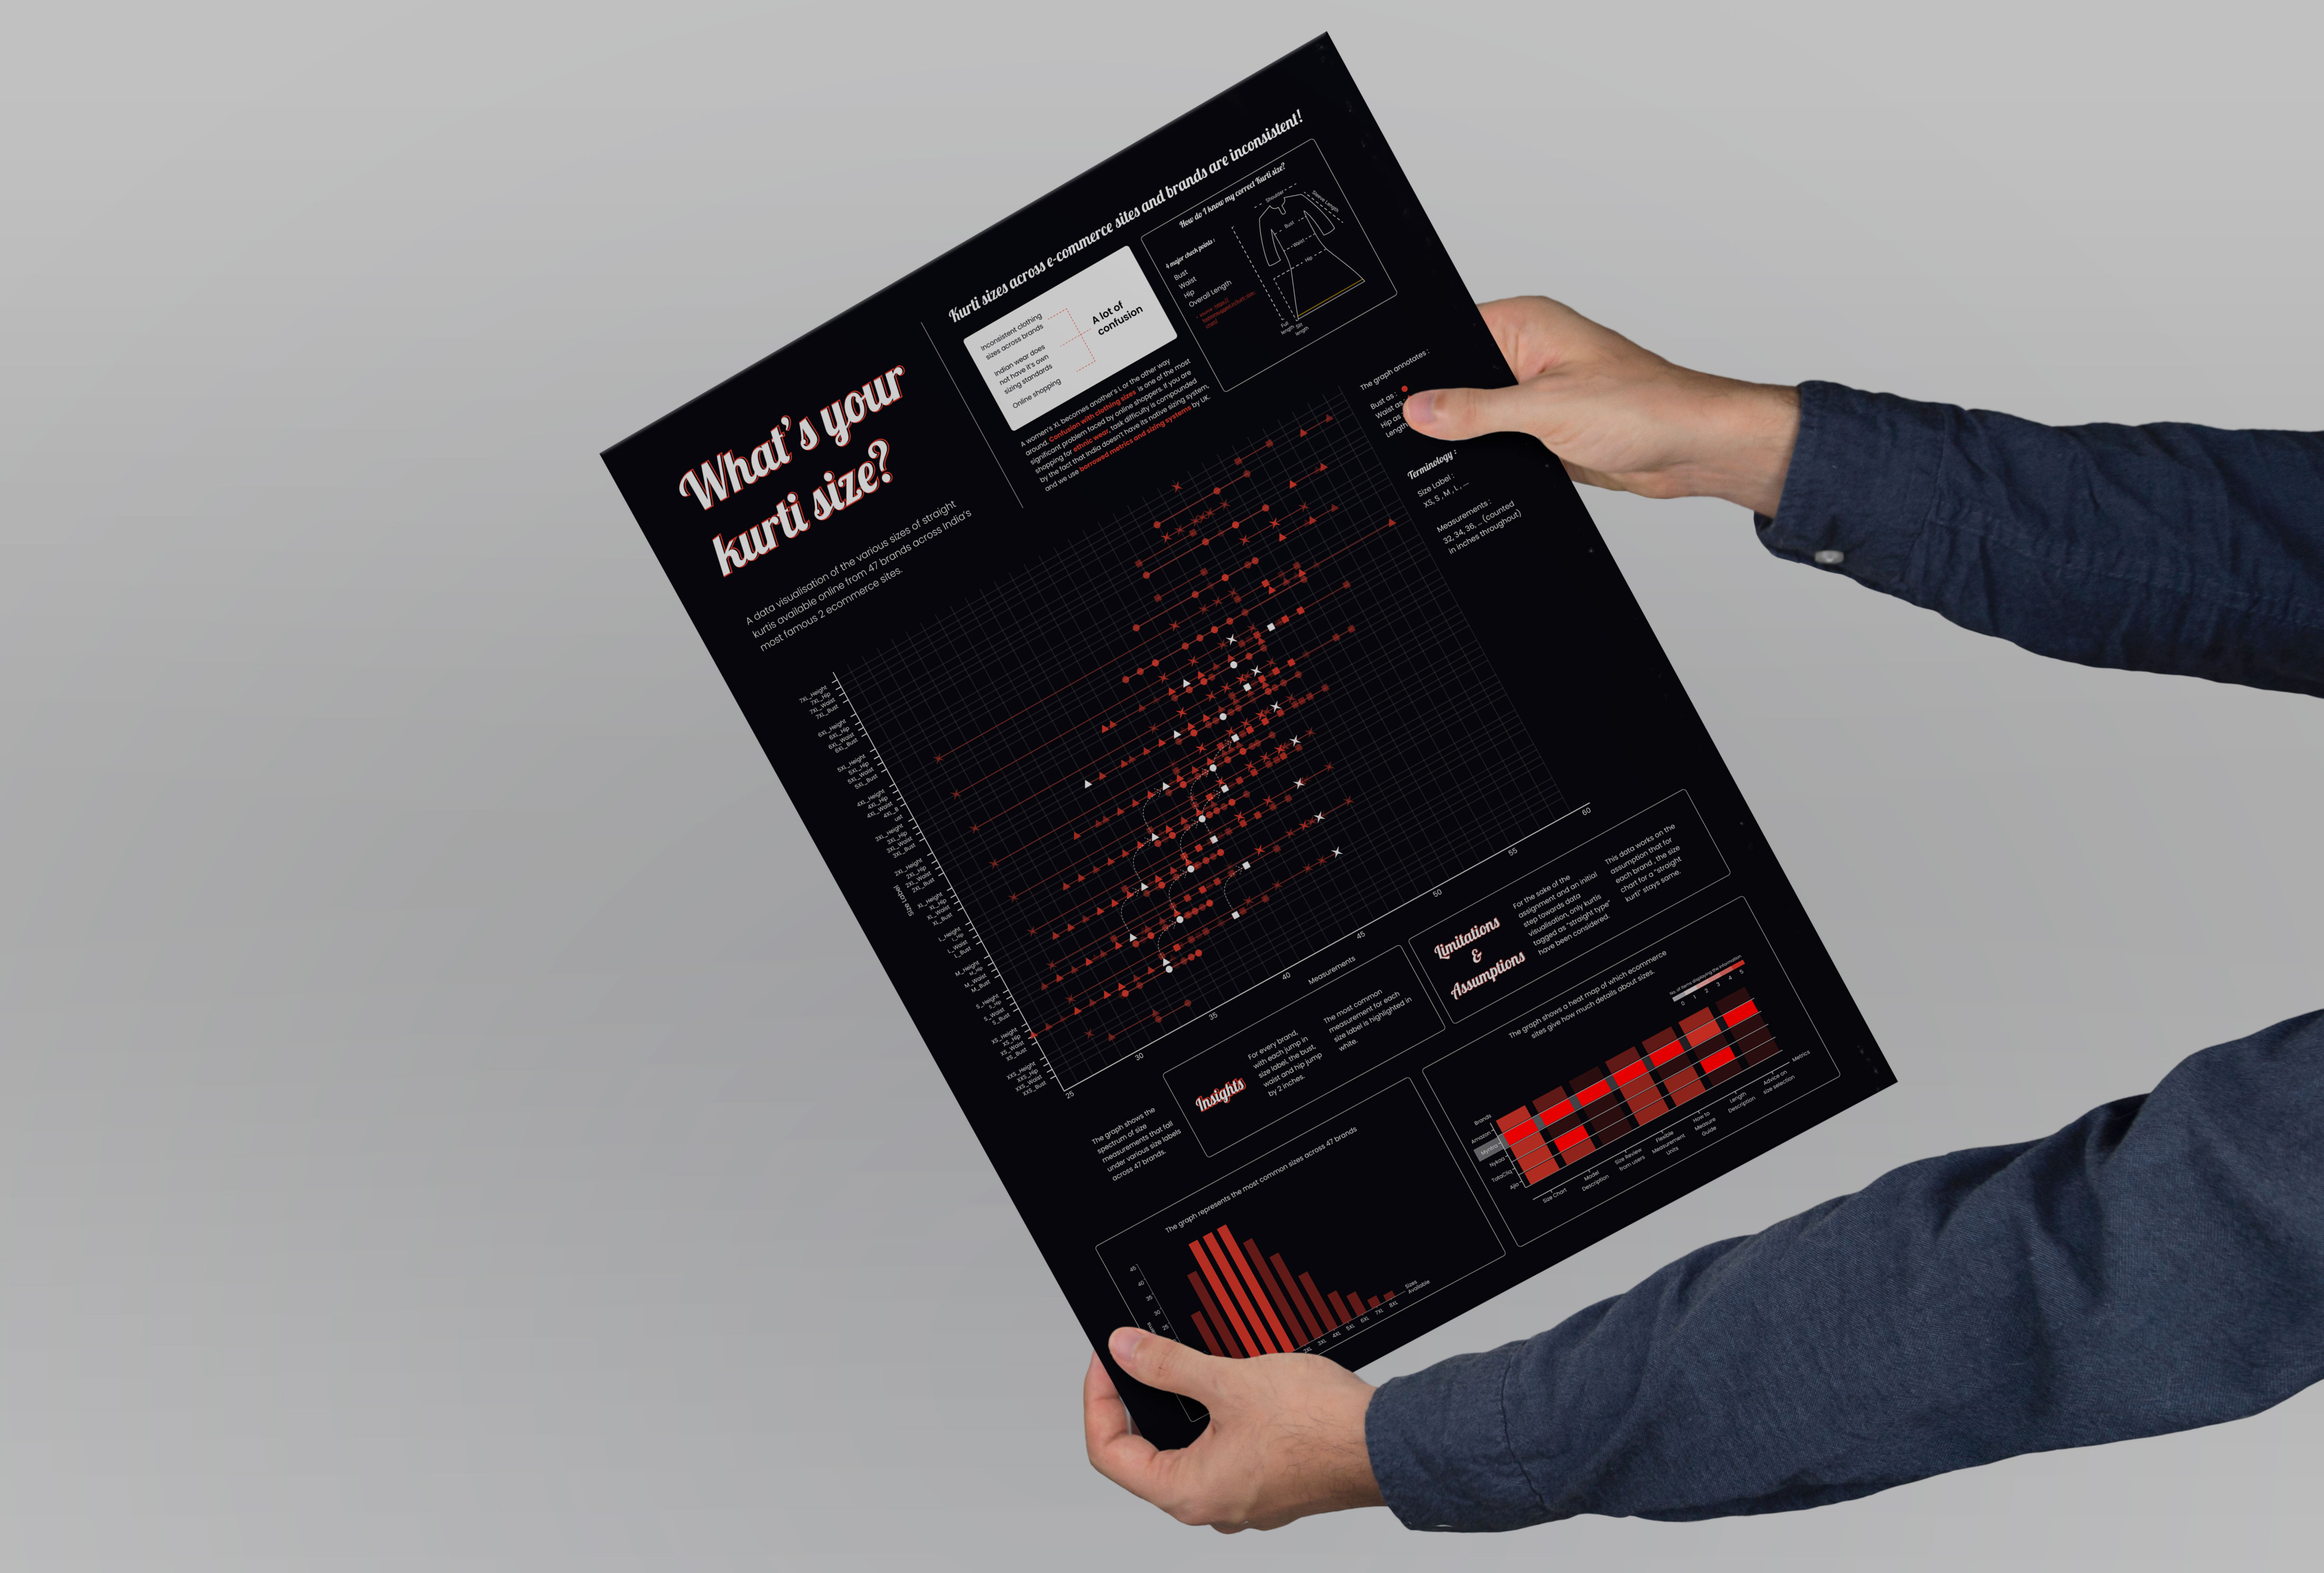 What's your
kurti size?
A data visualisation of the various sizes of straight
kurtis available online from 47 brands across India's
most famous 2 ecommerce sites.
Kurti sizes across e-commerce sites and brands are inconsistent!
Inconsistent clothing
sizes across brands
Indian wear does
not have it's own
sizing standards
Online shopping
A lot of
confusion
A women's XL becomes another's L or the other way
around. Confusion with clothing sizes is one of the most
significant problem faced by online shoppers. If you are
shopping for ethnic wear, task difficulty is compounded
by the fact that India doesn't have its native sizing system,
and we use borrowed metrics and sizing systems by UK.
How do I know my correct Kurti size?
4 major check points :
Bust
Waist
Hip
Overall Length
Shoulder
Sleeve Length
Bust
Waist
Hip
Full
length
Slit
length
The graph annotates :
Bust as :
Waist as
Hip as
Length
Terminology :
Size Label :
XS, S, M, L, ...
Measurements :
32, 34, 36, .. (counted
in inches throughout)
7XL_Height
7XL_Hip
7XL_Waist
7XL_Bust
6XL_Height
6XL_Hip
6XL_Waist
6XL_Bust
5XL_Height
5XL_Hip
5XL_Waist
5XL_Bust
4XL_Height
4XL_Hip
4XL_Waist
4XL_B
ust
3XL_Height
3XL_Hip
3XL_Waist
3XL_Bust
2XL_Height
2XL_Hip
2XL_Waist
2XL_Bust
Size Label
XL_Height
XL_Hip
XL_Waist
XL_Bust
L_Height
L_Hip
L_Waist
L_Bust
M_Height
M_Hip
M_Waist
M_Bust
S_Height
S_Hip
S_Waist
S_Bust
XS_Height
XS_Hip
XS_Waist
XS_Bust
XXS_Height
XXS_Hip
XXS_Waist
XXS_Bust
25
30
35
40
45
50
55
60
Measurements
The graph shows the
spectrum of size
measurements that fall
under various size labels
across 47 brands.
Insights
For every brand,
with each jump in
size label, the bust,
waist and hip jump
by 2 inches.
The most common
measurement for each
size label is highlighted in
white.
Limitations
&
Assumptions
For the sake of the
assignment and an initial
step towards data
visualisation, only kurtis
tagged as "straight type"
have been considered.
This data works on the
assumption that for
each brand, the size
chart for a "straight
kurti" stays same.
The graph represents the most common sizes across 47 brands
45
40
35
30
25
2XL
3XL
4XL
5XL
6XL
7XL
8XL
Sizes
Available
The graph shows a heat map of which ecommerce
sites give how much details about sizes.
No. of items displaying the information
0
1
2
3
4
5
Brands
Amazon
Myntra
Nykaa
TataCliq
Ajio
Size Chart
Model
Description
Size Review
from users
Flexible
Measurement
Units
How to
Measure
Guide
Length
Description
Advice on
size selection
Metrics